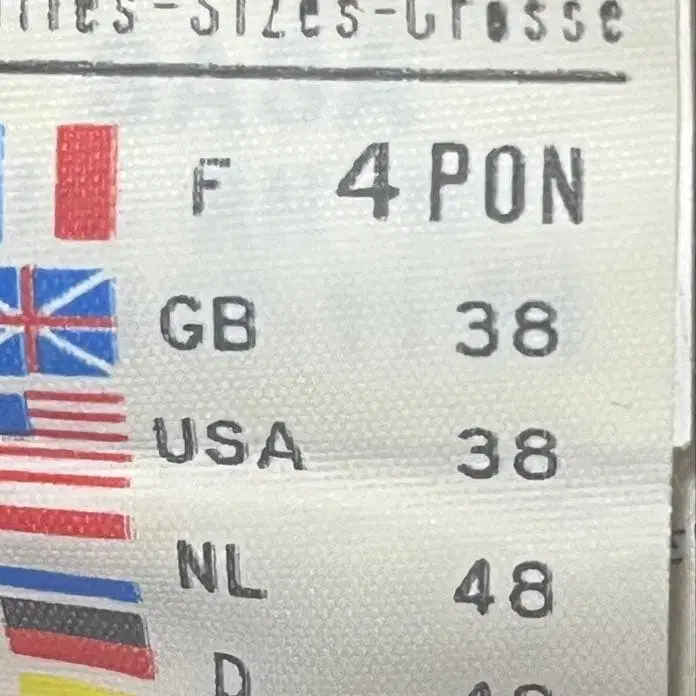 -Sizes-Grosse
F 4 PON
GB 38
USA 38
NL 48
D